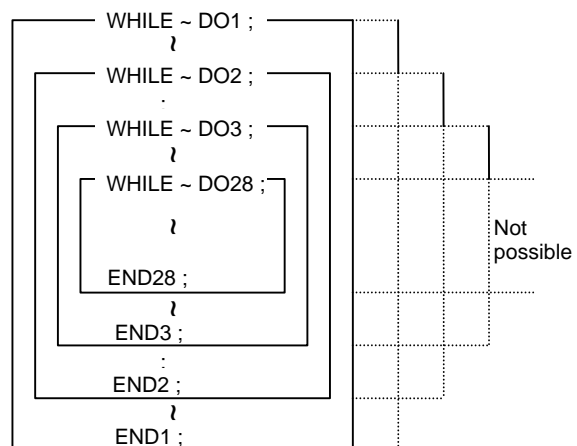 WHILE ~ DO1 ;
~
WHILE ~ DO2 ;
:
WHILE ~ DO3 ;
~
WHILE ~ DO28 ;
~
Not
possible
END28 ;
~
END3 ;
:
END2 ;
~
END1 ;